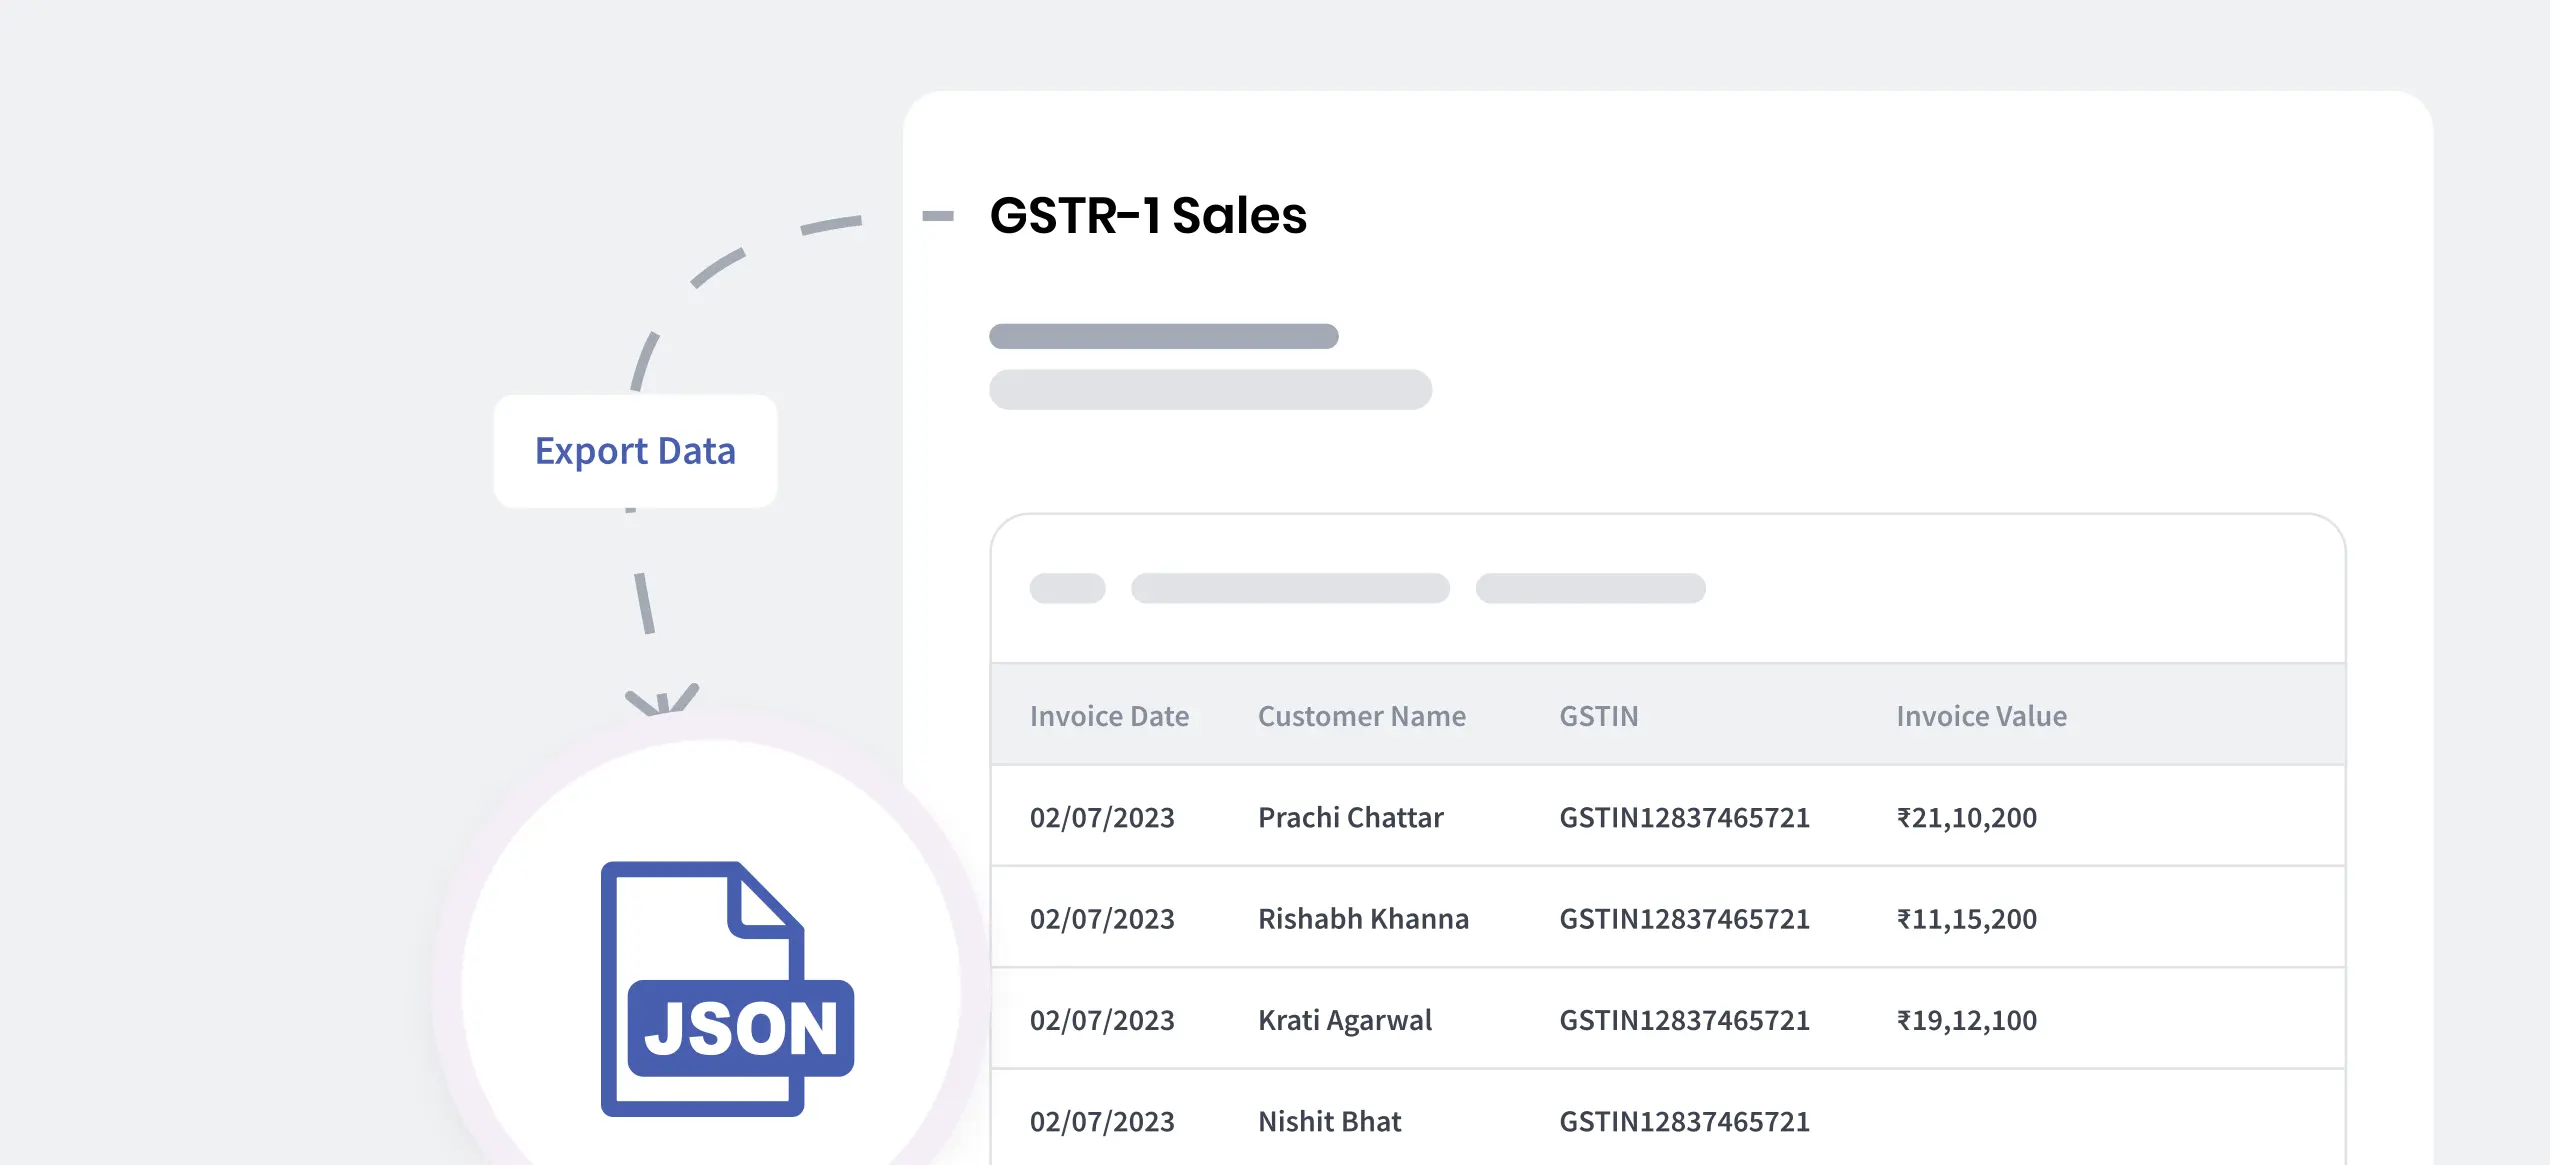 GSTR-1 Sales
Export Data
Invoice Date Customer Name GSTIN Invoice Value
02/07/2023 Prachi Chattar GSTIN12837465721 ₹21,10,200
02/07/2023 Rishabh Khanna GSTIN12837465721 ₹11,15,200
02/07/2023 Krati Agarwal GSTIN12837465721 ₹19,12,100
02/07/2023 Nishit Bhat GSTIN12837465721
JSON